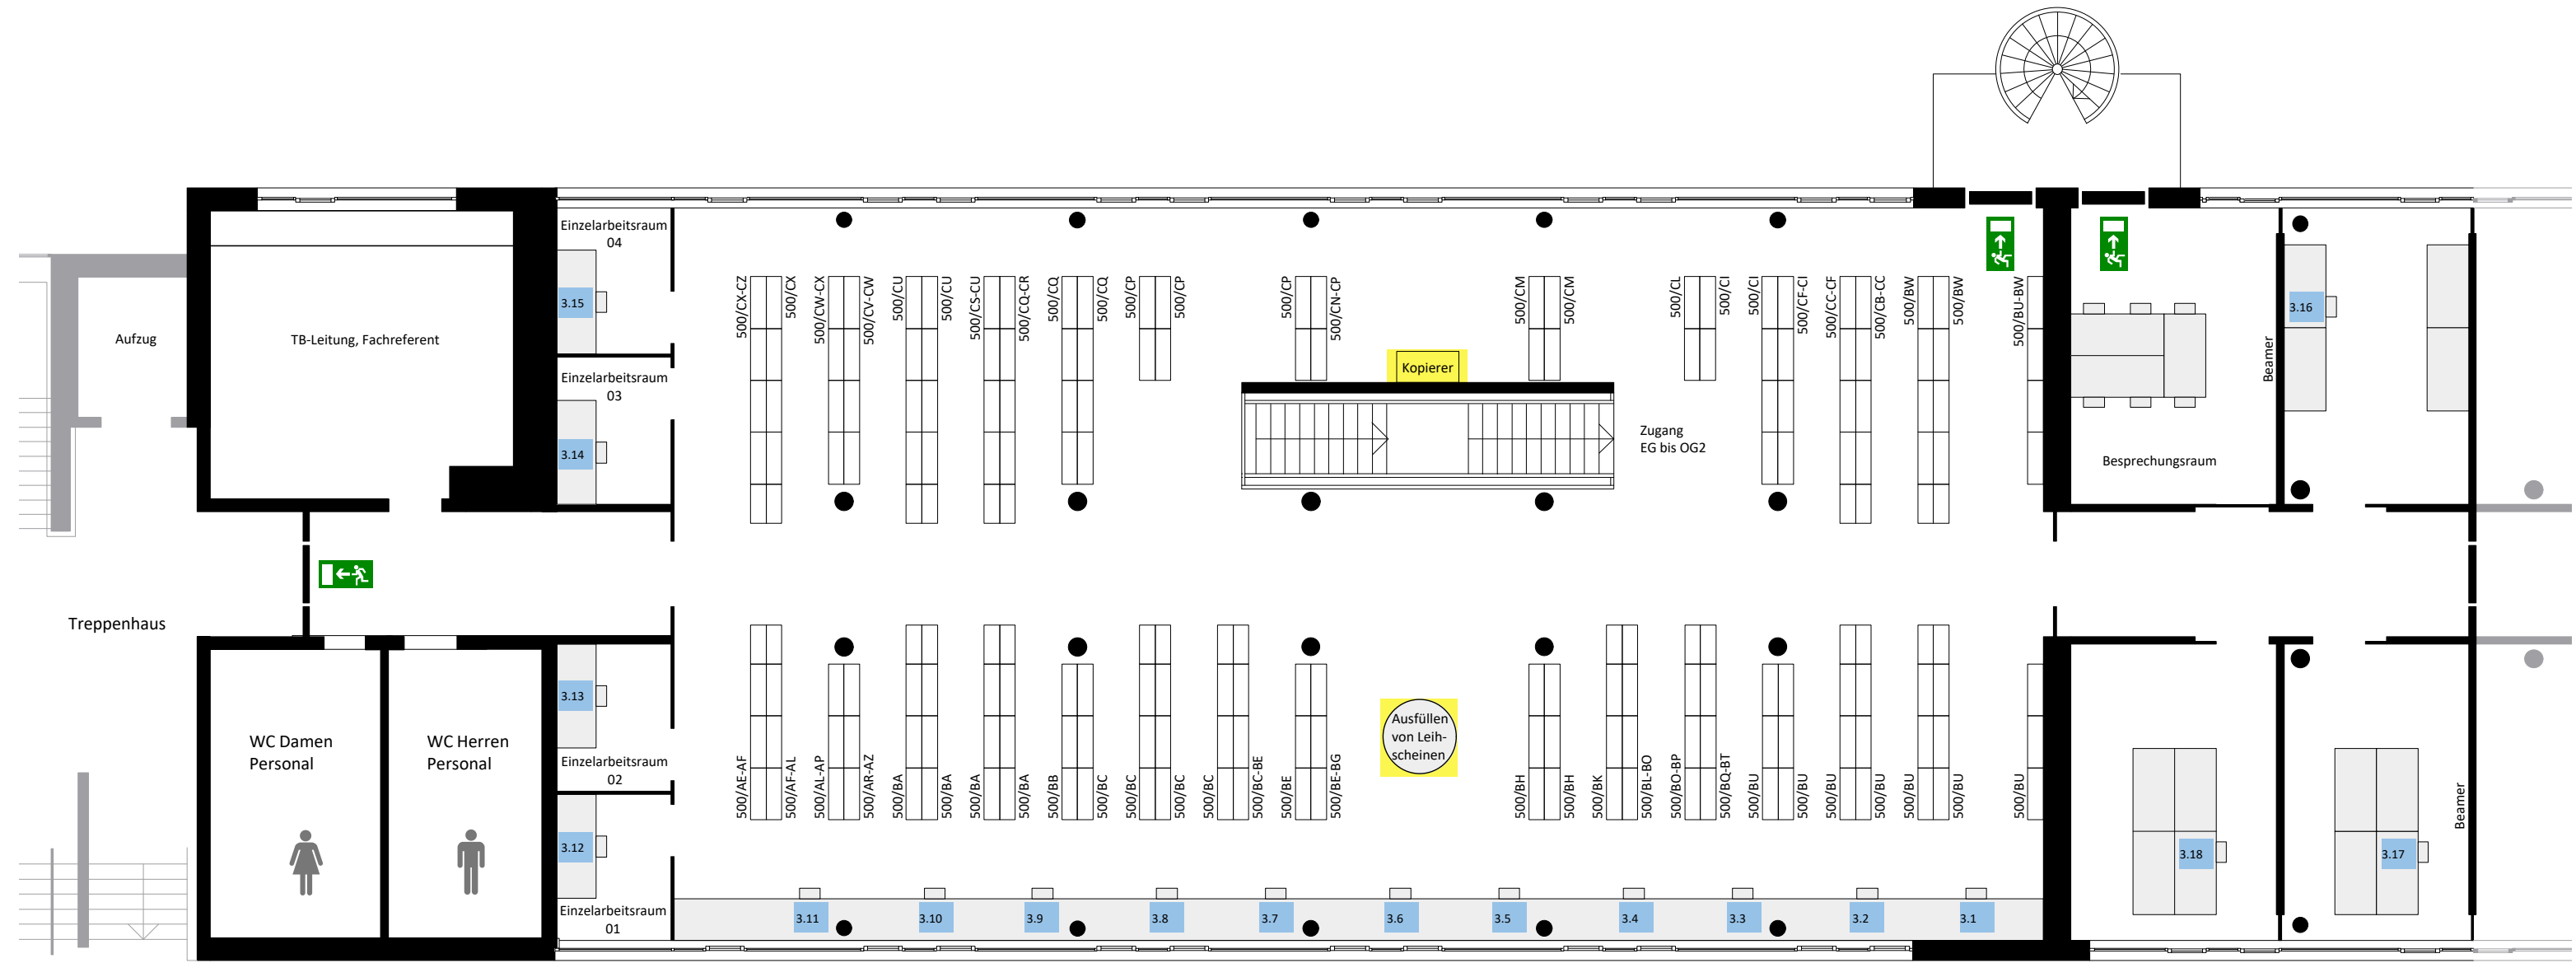 Einzelarbeitsraum
04
3.15
Einzelarbeitsraum
03
3.14
Aufzug
TB-Leitung, Fachreferent
500/CX-CZ
500/CX
500/CW-CX
500/CV-CW
500/CU
500/CU
500/CS-CU
500/CQ-CR
500/CQ
500/CQ
500/CP
500/CP
500/CP
500/CN-CP
500/CM
500/CM
500/CL
500/CI
500/CI
500/CF-CI
500/CC-CF
500/CB-CC
500/BW
500/BW
500/BU-BW
Kopierer
Zugang
EG bis OG2
Besprechungsraum
Beamer
3.16
Treppenhaus
WC Damen
Personal
WC Herren
Personal
3.13
Einzelarbeitsraum
02
3.12
Einzelarbeitsraum
01
500/AE-AF
500/AF-AL
500/AL-AP
500/AR-AZ
500/BA
500/BA
500/BA
500/BA
500/BB
500/BC
500/BC
500/BC
500/BC
500/BC-BE
500/BE
500/BE-BG
Ausfüllen
von Leih-
scheinen
500/BH
500/BH
500/BK
500/BL-BO
500/BO-BP
500/BQ-BT
500/BU
500/BU
500/BU
500/BU
500/BU
500/BU
500/BU
3.11
3.10
3.9
3.8
3.7
3.6
3.5
3.4
3.3
3.2
3.1
3.18
3.17
Beamer